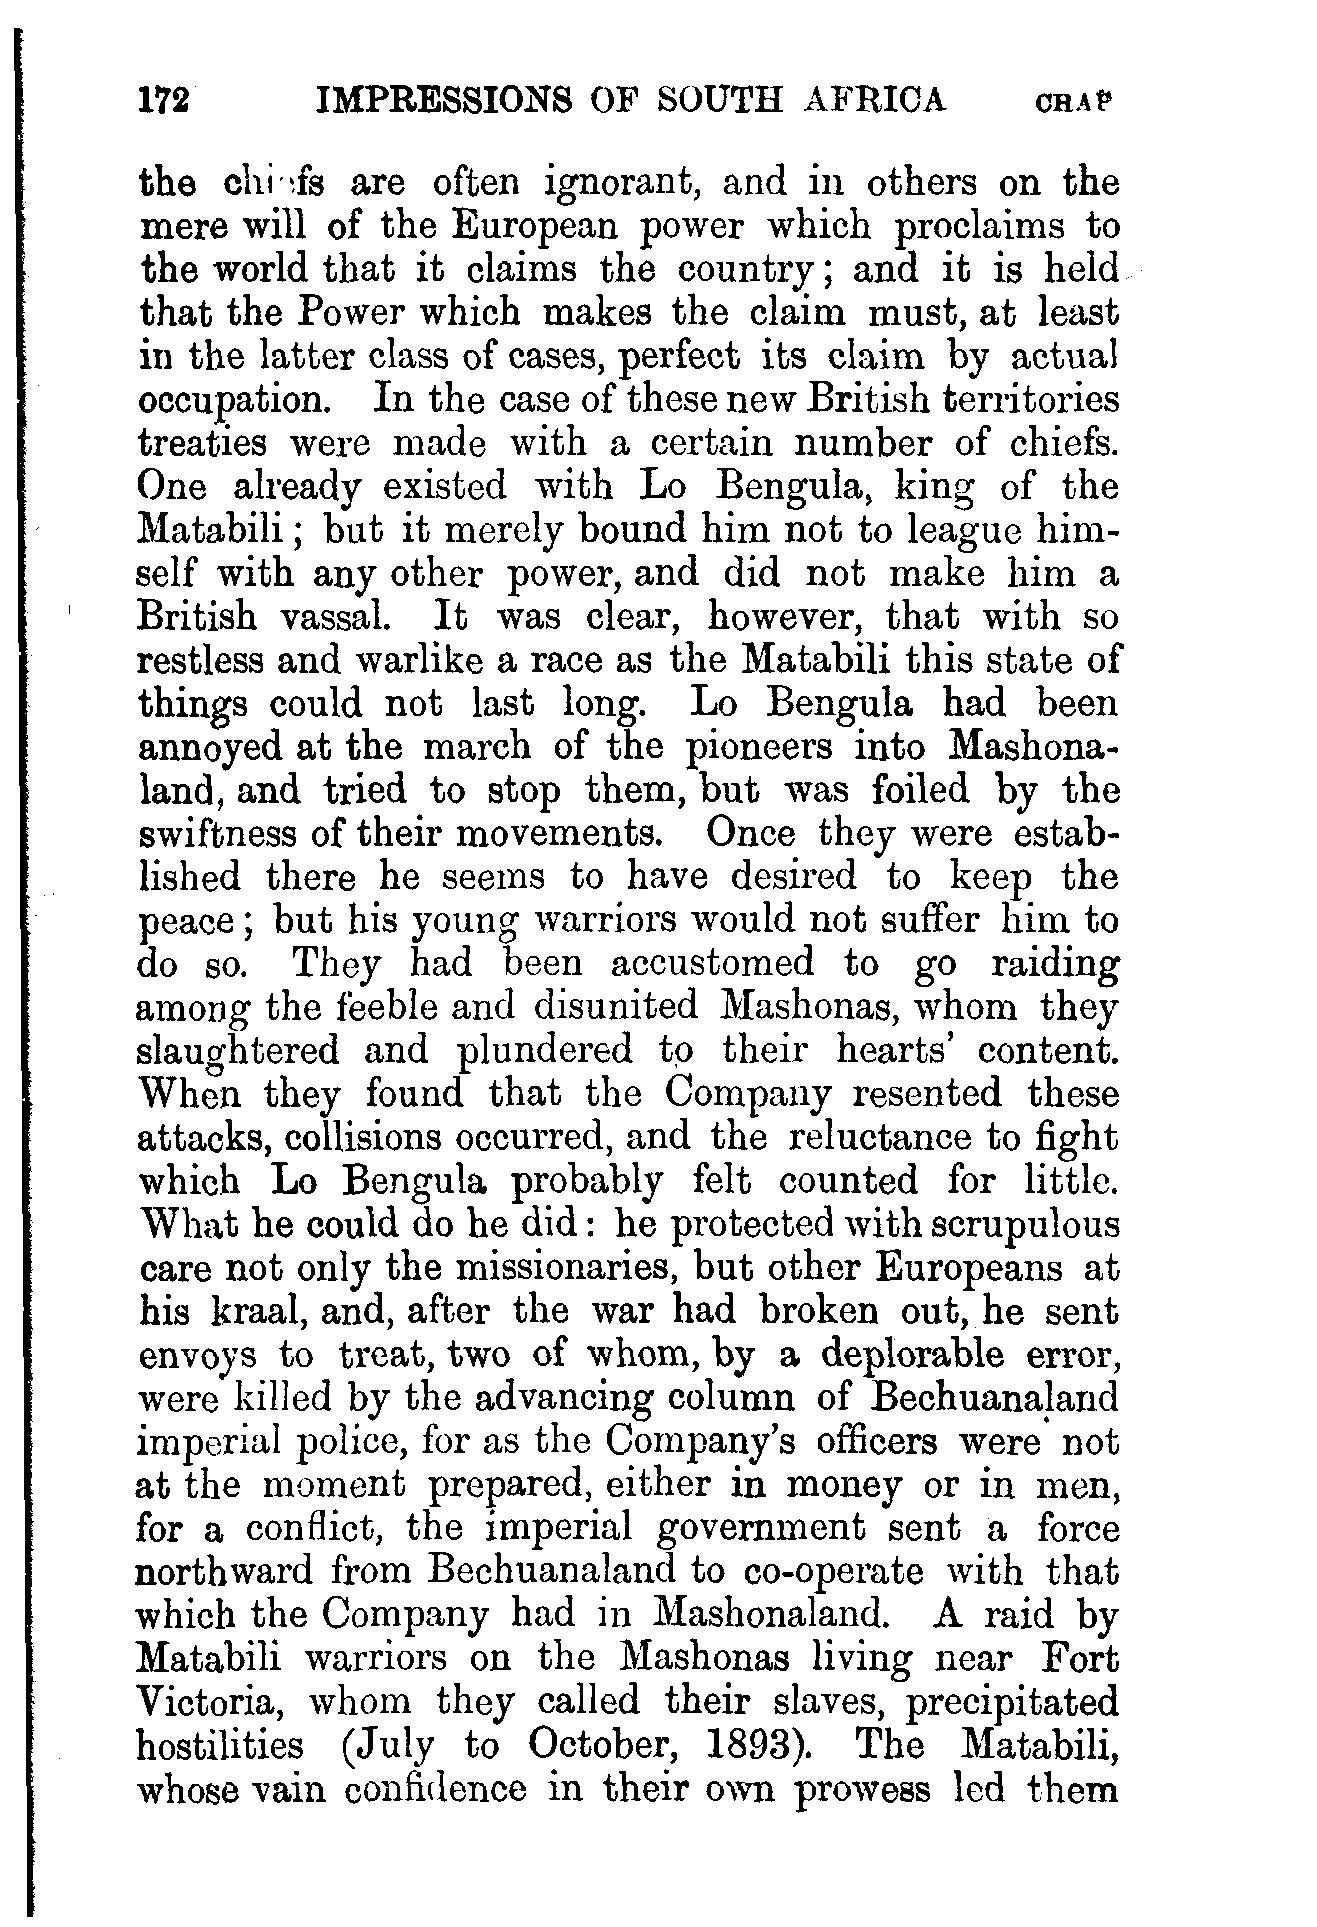 172 IMPRESSIONS OF SOUTH AFRICA CHAP
the chiefs are often ignorant, and in others on the
mere will of the European power which proclaims to
the world that it claims the country; and it is held
that the Power which makes the claim must, at least
in the latter class of cases, perfect its claim by actual
occupation. In the case of these new British territories
treaties were made with a certain number of chiefs.
One already existed with Lo Bengula, king of the
Matabili; but it merely bound him not to league him-
self with any other power, and did not make him a
British vassal. It was clear, however, that with so
restless and warlike a race as the Matabili this state of
things could not last long. Lo Bengula had been
annoyed at the march of the pioneers into Mashona-
land, and tried to stop them, but was foiled by the
swiftness of their movements. Once they were estab-
lished there he seems to have desired to keep the
peace; but his young warriors would not suffer him to
do so. They had been accustomed to go raiding
among the feeble and disunited Mashonas, whom they
slaughtered and plundered to their hearts' content.
When they found that the Company resented these
attacks, collisions occurred, and the reluctance to fight
which Lo Bengula probably felt counted for little.
What he could do he did: he protected with scrupulous
care not only the missionaries, but other Europeans at
his kraal, and, after the war had broken out, he sent
envoys to treat, two of whom, by a deplorable error,
were killed by the advancing column of Bechuanaland
imperial police, for as the Company's officers were not
at the moment prepared, either in money or in men,
for a conflict, the imperial government sent a force
northward from Bechuanaland to co-operate with that
which the Company had in Mashonaland. A raid by
Matabili warriors on the Mashonas living near Fort
Victoria, whom they called their slaves, precipitated
hostilities (July to October, 1893). The Matabili,
whose vain confidence in their own prowess led them